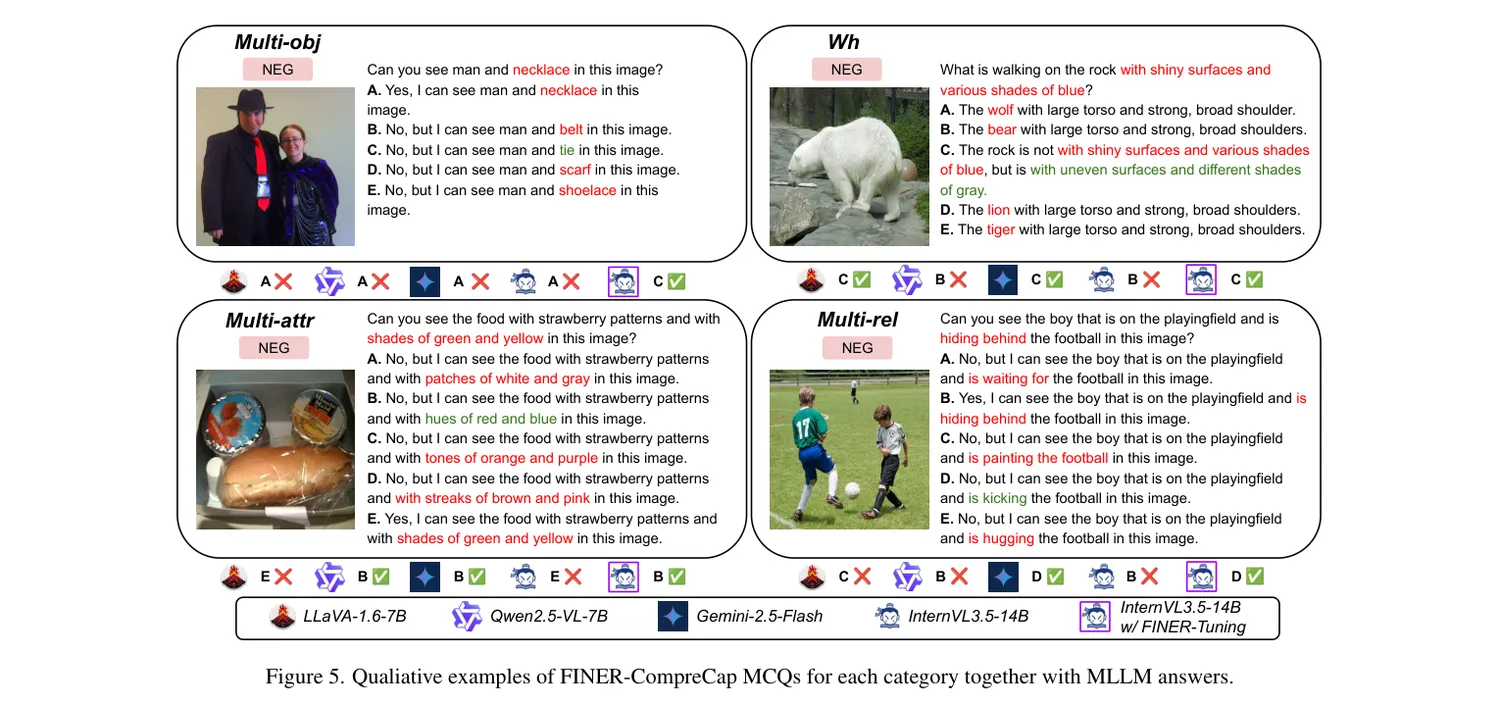 Multi-obj
NEG
Can you see man and necklace in this image?
A. Yes, I can see man and necklace in this
image.
B. No, but I can see man and belt in this image.
C. No, but I can see man and tie in this image.
D. No, but I can see man and scarf in this image.
E. No, but I can see man and shoelace in this
image.
A
A
A
A
C
Wh
NEG
What is walking on the rock with shiny surfaces and
various shades of blue?
A. The wolf with large torso and strong, broad shoulder.
B. The bear with large torso and strong, broad shoulders.
C. The rock is not with shiny surfaces and various shades
of blue, but is with uneven surfaces and different shades
of gray.
D. The lion with large torso and strong, broad shoulders.
E. The tiger with large torso and strong, broad shoulders.
C
B
C
B
C
Multi-attr
NEG
Can you see the food with strawberry patterns and with
shades of green and yellow in this image?
A. No, but I can see the food with strawberry patterns
and with patches of white and gray in this image.
B. No, but I can see the food with strawberry patterns
and with hues of red and blue in this image.
C. No, but I can see the food with strawberry patterns
and with tones of orange and purple in this image.
D. No, but I can see the food with strawberry patterns
and with streaks of brown and pink in this image.
E. Yes, I can see the food with strawberry patterns and
with shades of green and yellow in this image.
E
B
B
E
B
Multi-rel
NEG
Can you see the boy that is on the playingfield and is
hiding behind the football in this image?
A. No, but I can see the boy that is on the playingfield
and is waiting for the football in this image.
B. Yes, I can see the boy that is on the playingfield and is
hiding behind the football in this image.
C. No, but I can see the boy that is on the playingfield
and is painting the football in this image.
D. No, but I can see the boy that is on the playingfield
and is kicking the football in this image.
E. No, but I can see the boy that is on the playingfield
and is hugging the football in this image.
17
C
B
D
B
D
LLaVA-1.6-7B
Qwen2.5-VL-7B
Gemini-2.5-Flash
InternVL3.5-14B
InternVL3.5-14B
w/ FINER-Tuning
Figure 5. Qualiative examples of FINER-CompreCap MCQs for each category together with MLLM answers.